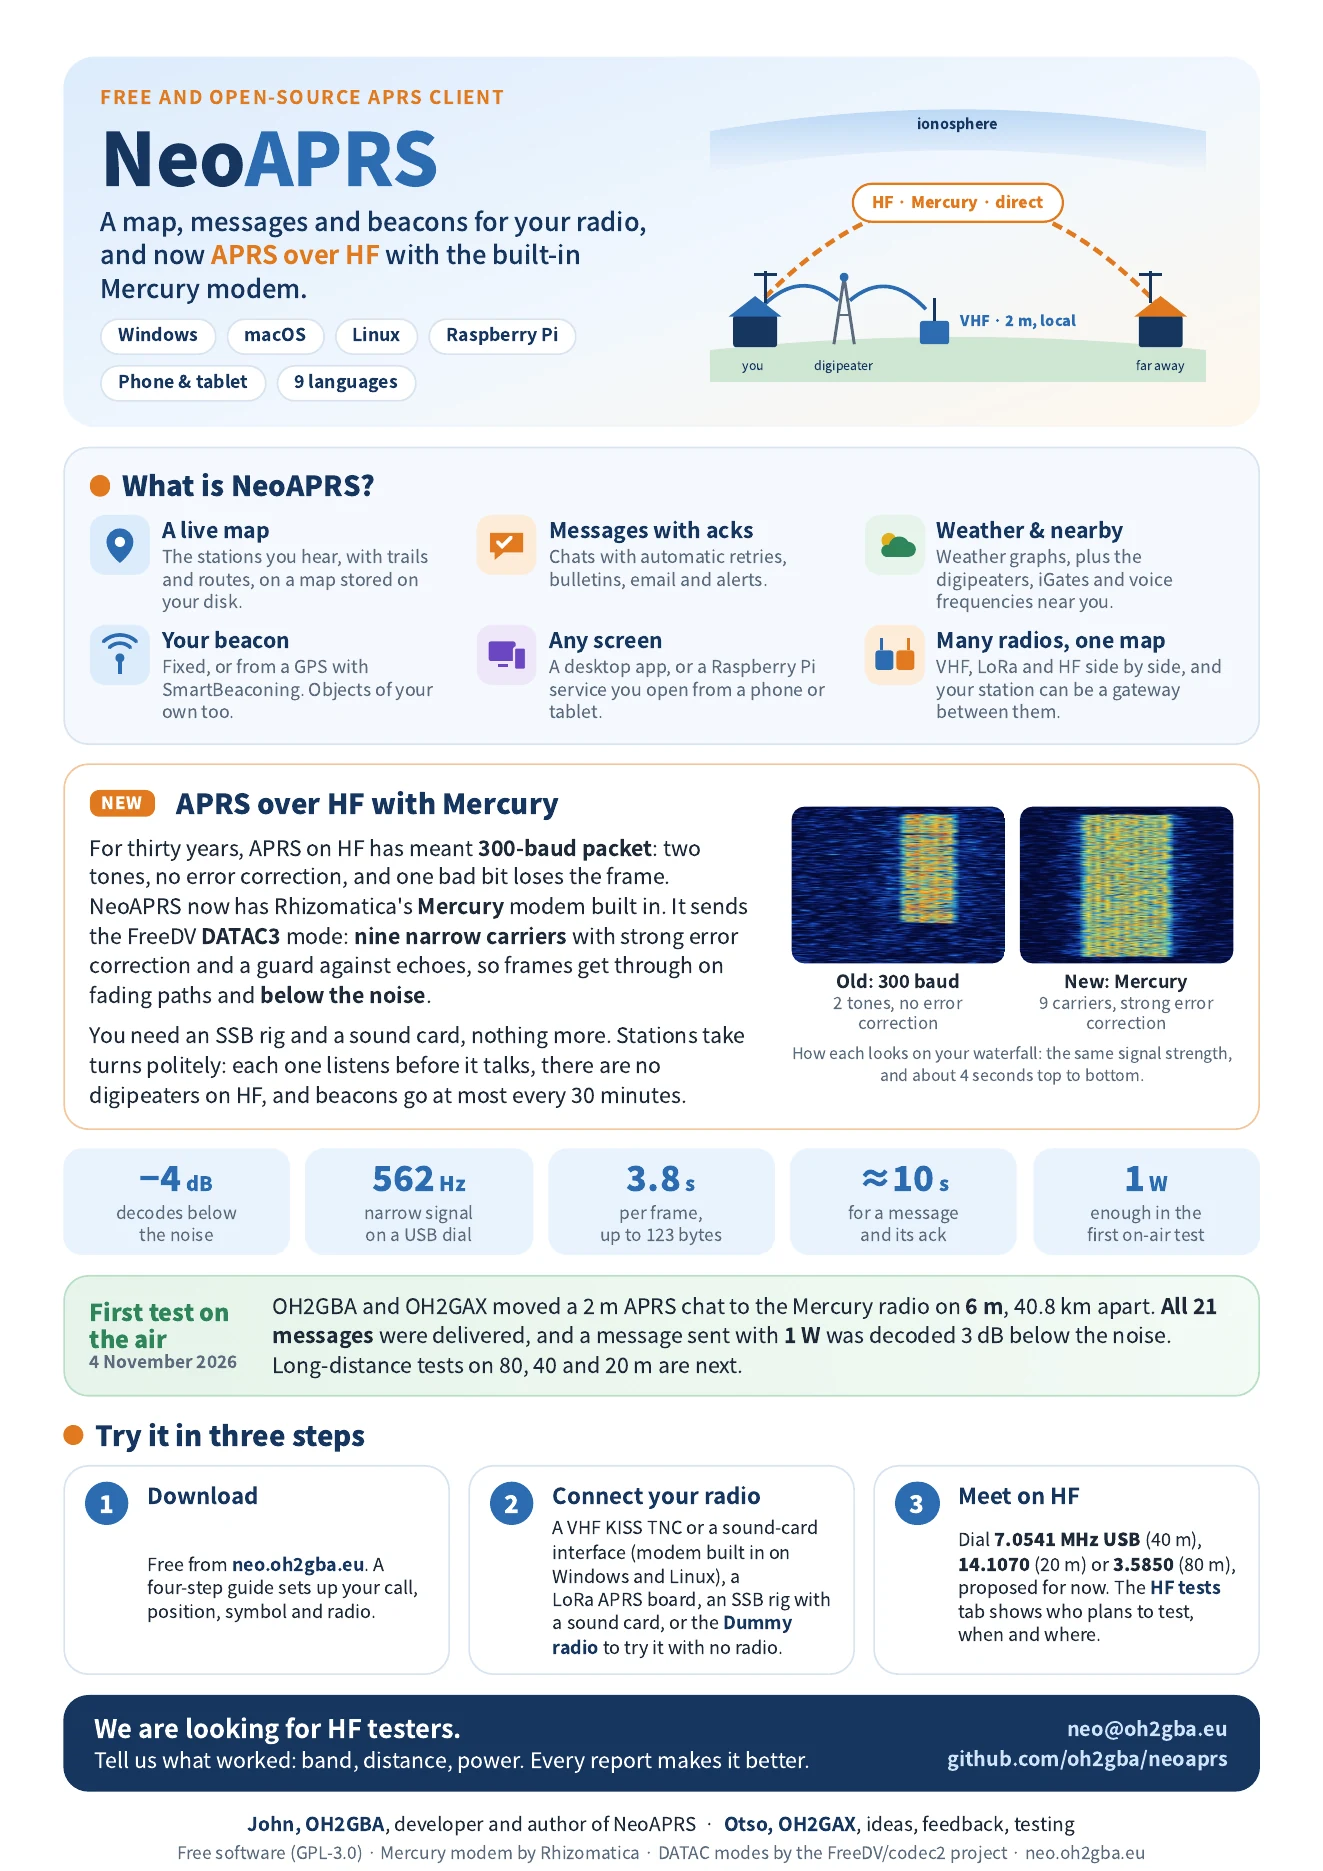 FREE AND OPEN-SOURCE APRS CLIENT
NeoAPRS
A map, messages and beacons for your radio,
and now APRS over HF with the built-in
Mercury modem.
Windows
macOS
Linux
Raspberry Pi
Phone & tablet
9 languages
ionosphere
HF · Mercury · direct
VHF · 2 m, local
you
digipeater
far away
What is NeoAPRS?
A live map
The stations you hear, with trails
and routes, on a map stored on
your disk.
Messages with acks
Chats with automatic retries,
bulletins, email and alerts.
Weather & nearby
Weather graphs, plus the
digipeaters, iGates and voice
frequencies near you.
Your beacon
Fixed, or from a GPS with
SmartBeaconing. Objects of your
own too.
Any screen
A desktop app, or a Raspberry Pi
service you open from a phone or
tablet.
Many radios, one map
VHF, LoRa and HF side by side, and
your station can be a gateway
between them.
NEW
APRS over HF with Mercury
For thirty years, APRS on HF has meant 300-baud packet: two
tones, no error correction, and one bad bit loses the frame.
NeoAPRS now has Rhizomatica's Mercury modem built in. It sends
the FreeDV DATAC3 mode: nine narrow carriers with strong error
correction and a guard against echoes, so frames get through on
fading paths and below the noise.
You need an SSB rig and a sound card, nothing more. Stations take
turns politely: each one listens before it talks, there are no
digipeaters on HF, and beacons go at most every 30 minutes.
Old: 300 baud
2 tones, no error
correction
New: Mercury
9 carriers, strong error
correction
How each looks on your waterfall: the same signal strength,
and about 4 seconds top to bottom.
−4 dB
decodes below
the noise
562 Hz
narrow signal
on a USB dial
3.8 s
per frame,
up to 123 bytes
≈10 s
for a message
and its ack
1 W
enough in the
first on-air test
First test on
the air
4 November 2026
OH2GBA and OH2GAX moved a 2 m APRS chat to the Mercury radio on 6 m, 40.8 km apart. All 21
messages were delivered, and a message sent with 1 W was decoded 3 dB below the noise.
Long-distance tests on 80, 40 and 20 m are next.
Try it in three steps
1
Download
Free from neo.oh2gba.eu. A
four-step guide sets up your call,
position, symbol and radio.
2
Connect your radio
A VHF KISS TNC or a sound-card
interface (modem built in on
Windows and Linux), a
LoRa APRS board, an SSB rig with
a sound card, or the Dummy
radio to try it with no radio.
3
Meet on HF
Dial 7.0541 MHz USB (40 m),
14.1070 (20 m) or 3.5850 (80 m),
proposed for now. The HF tests
tab shows who plans to test,
when and where.
We are looking for HF testers.
Tell us what worked: band, distance, power. Every report makes it better.
neo@oh2gba.eu
github.com/oh2gba/neoaprs
John, OH2GBA, developer and author of NeoAPRS · Otso, OH2GAX, ideas, feedback, testing
Free software (GPL-3.0) · Mercury modem by Rhizomatica · DATAC modes by the FreeDV/codec2 project · neo.oh2gba.eu